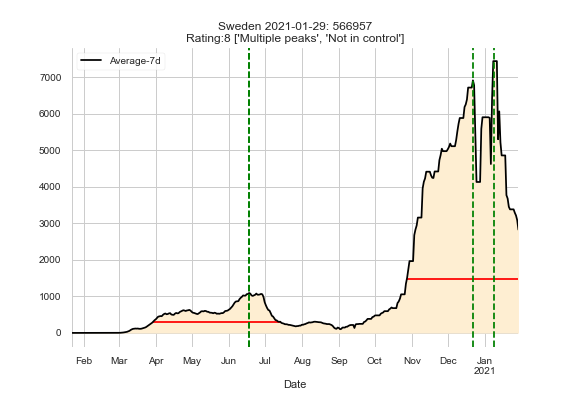 Sweden 2021-01-29: 566957
Rating:8 ['Multiple peaks', 'Not in control']
Average-7d
7000
6000
5000
4000
3000
2000
1000
0
Feb Mar Apr May Jun Jul Aug Sep Oct Nov Dec Jan
2021
Date